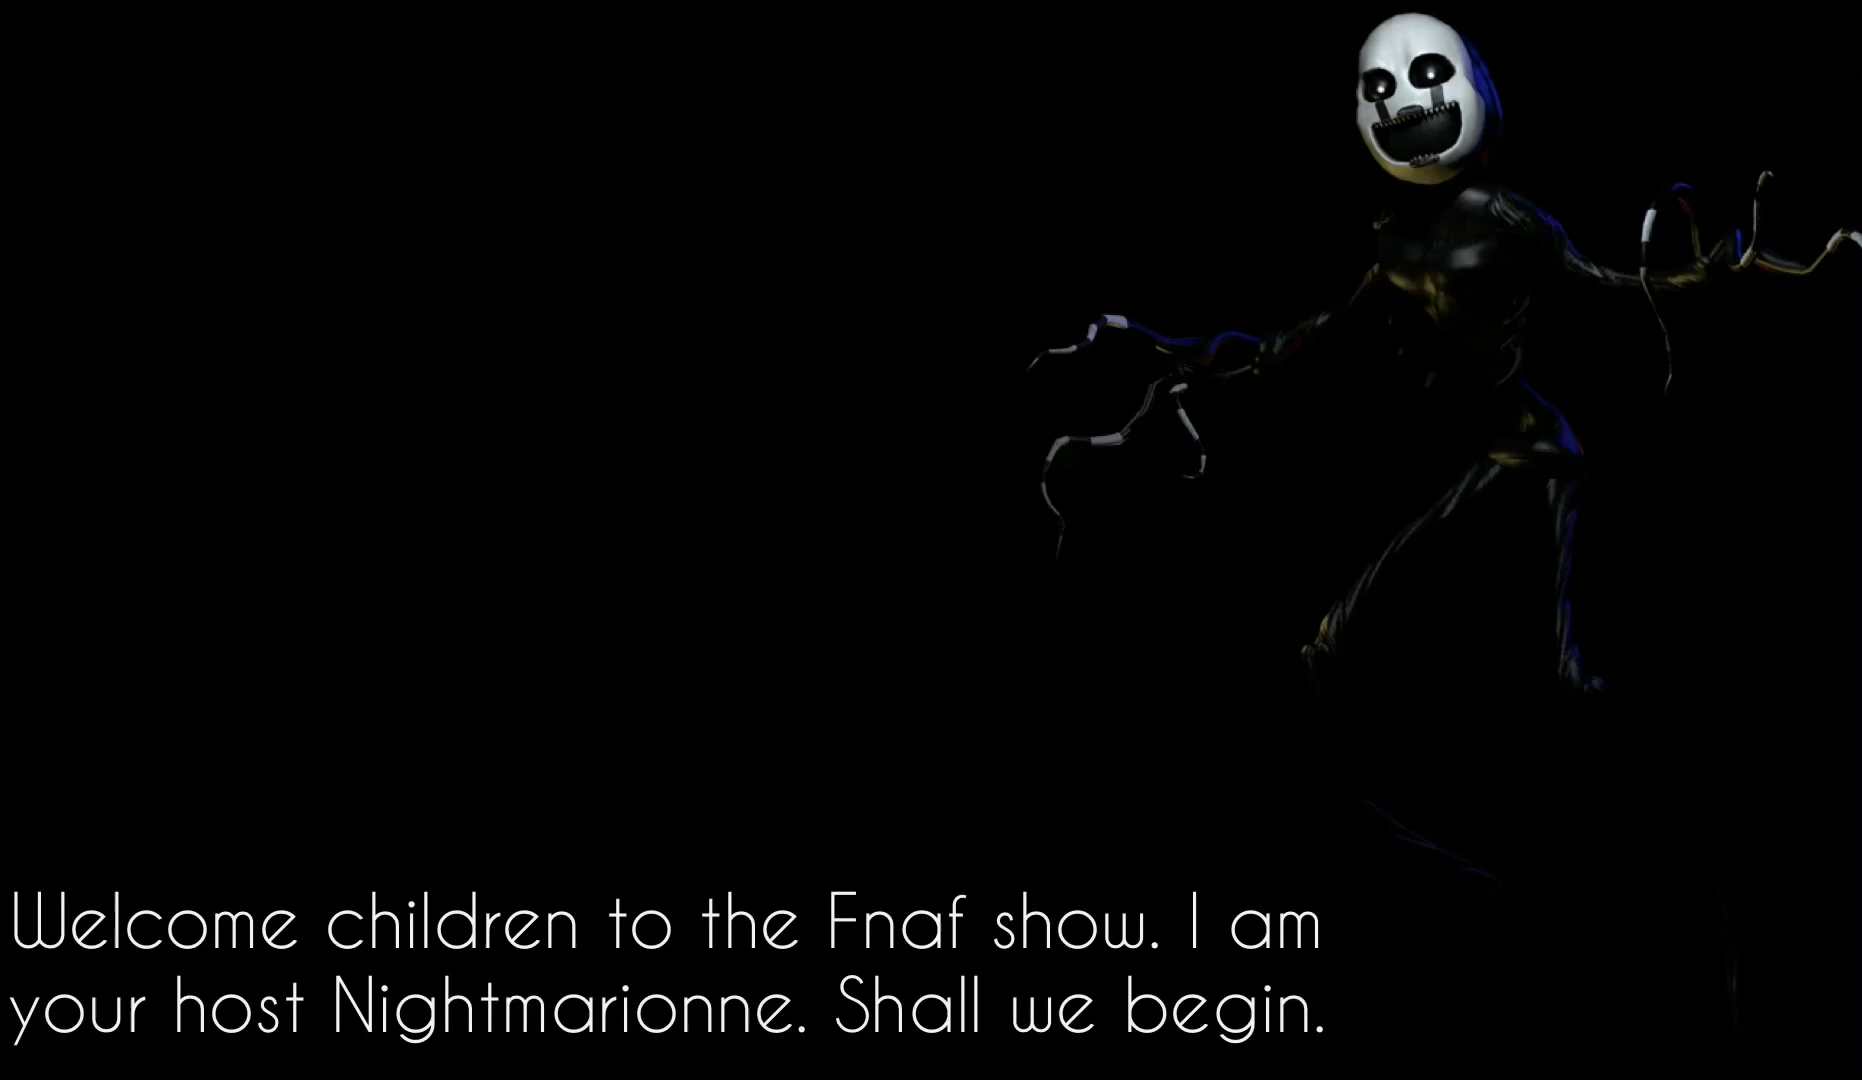 Welcome children to the Fnaf show. I am
your host Nightmarionne. Shall we begin.